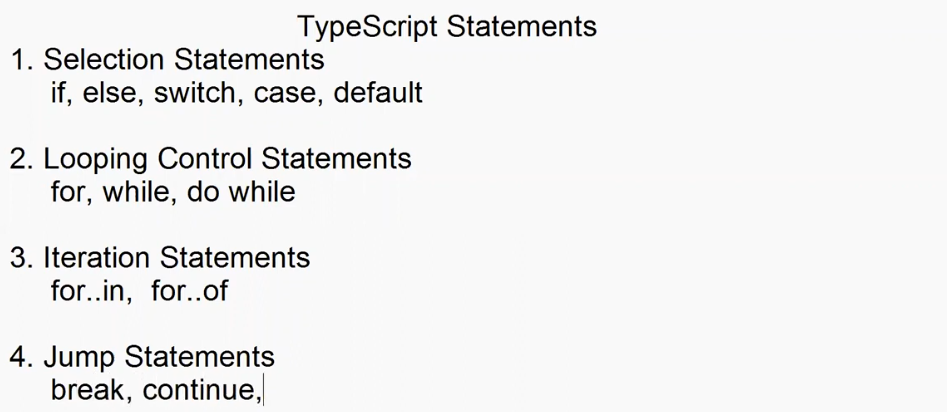 TypeScript Statements
1. Selection Statements
if, else, switch, case, default
2. Looping Control Statements
for, while, do while
3. Iteration Statements
for..in, for..of
4. Jump Statements
break, continue,